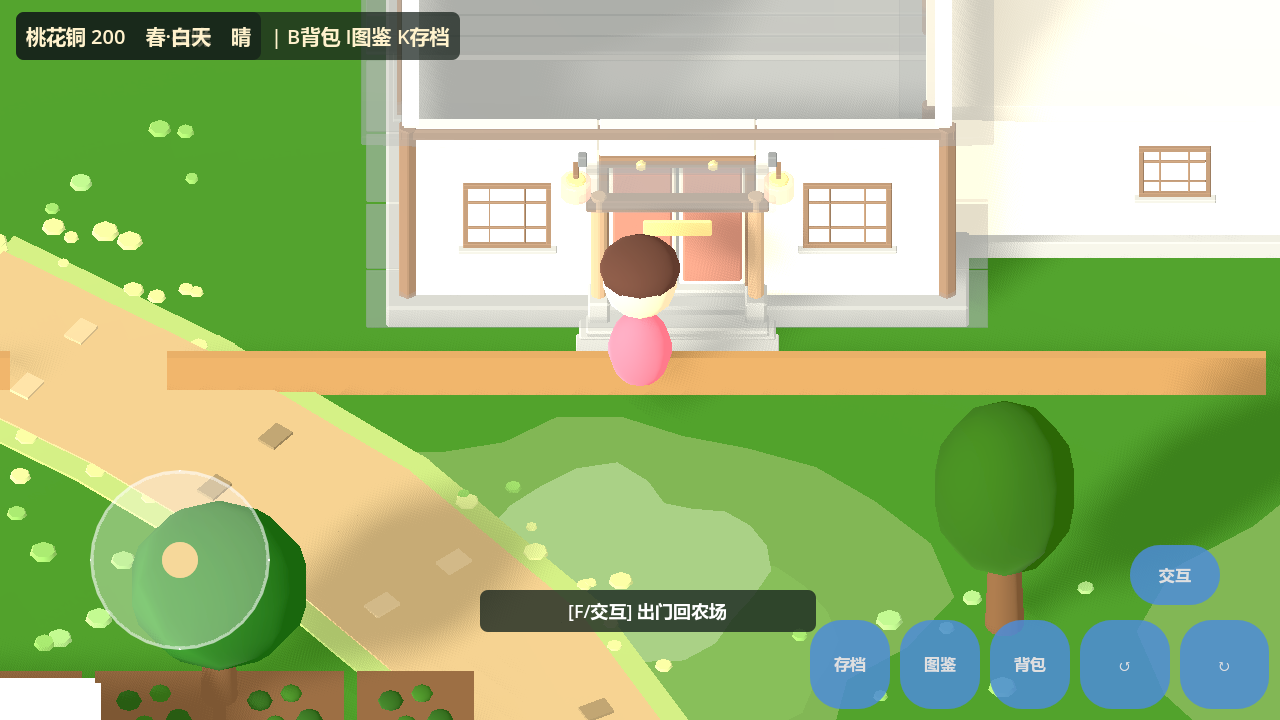 桃花铜 200 春·白天 晴 | B背包 I图鉴 K存档
[F/交互] 出门回农场
交互
存档 图鉴 背包 ↺ ↻